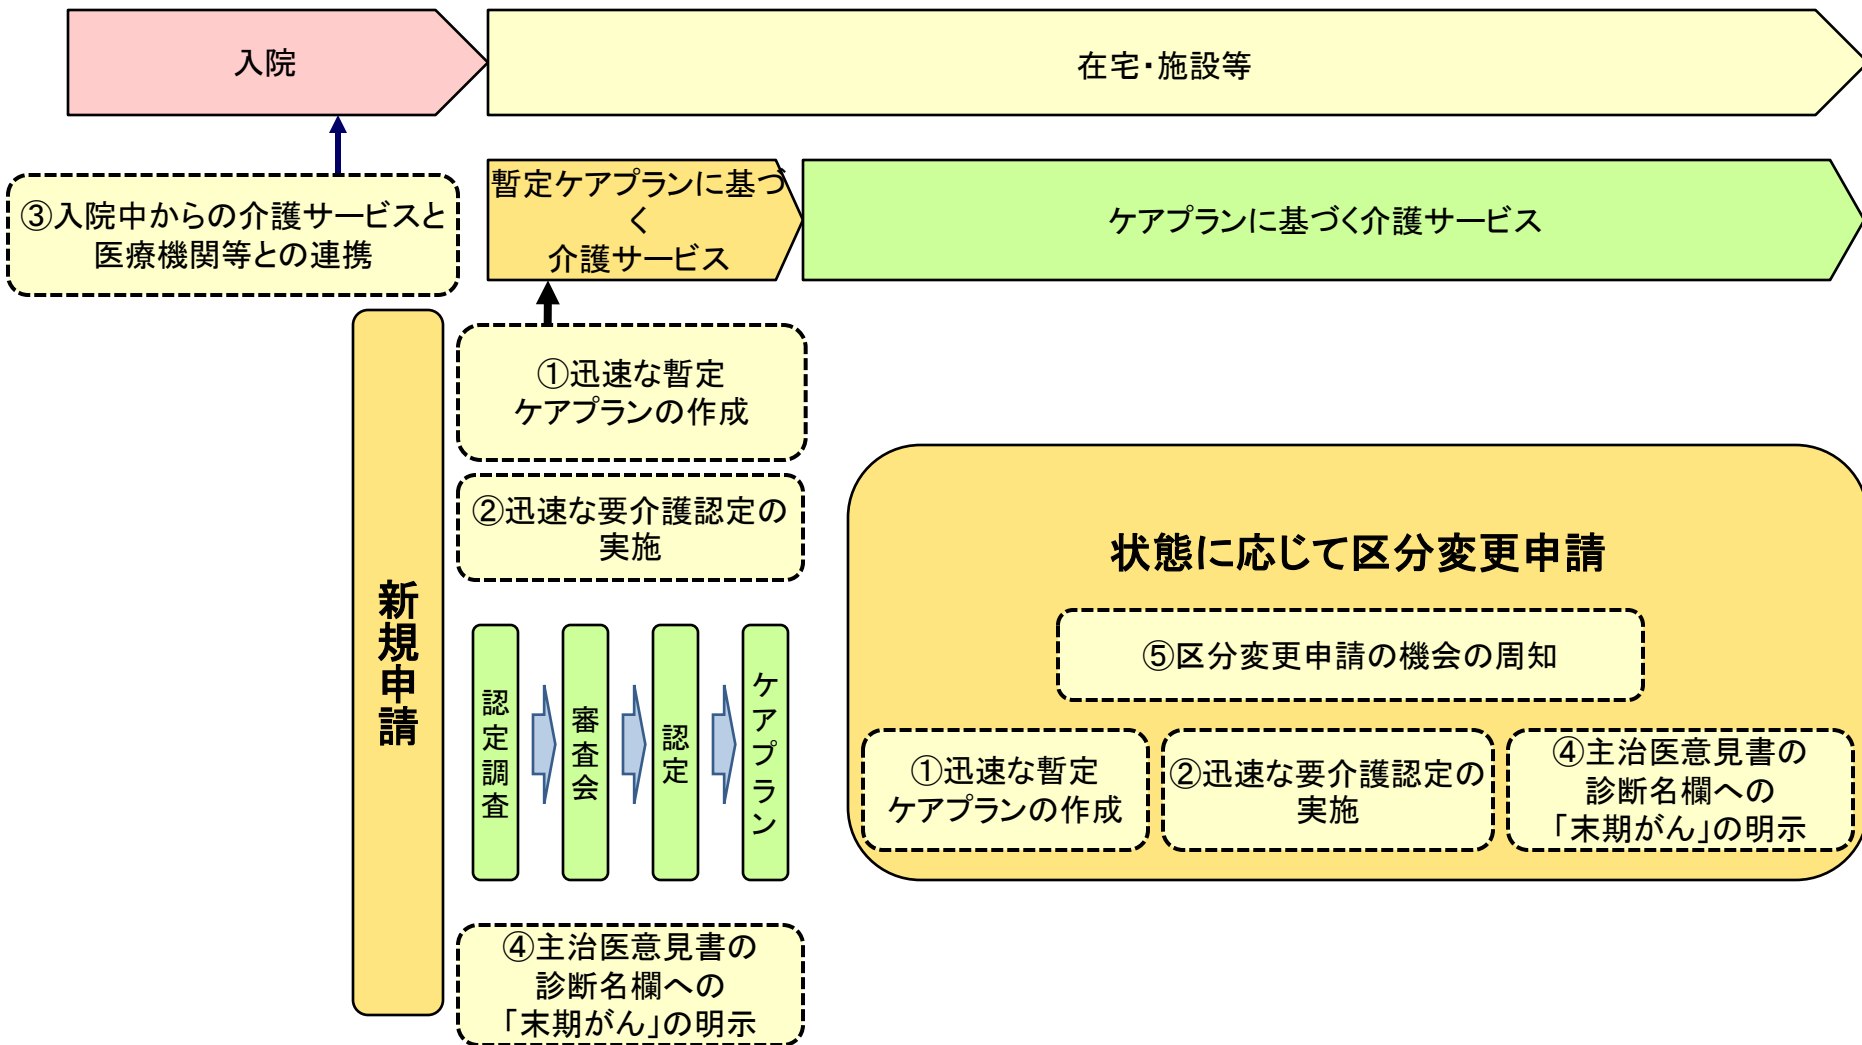 入院
在宅・施設等
③入院中からの介護サービスと
医療機関等との連携
暫定ケアプランに基づ
く
介護サービス
ケアプランに基づく介護サービス
新規申請
①迅速な暫定
ケアプランの作成
②迅速な要介護認定の
実施
認定調査
審査会
認定
ケアプラン
④主治医意見書の
診断名欄への
「末期がん」の明示
状態に応じて区分変更申請
⑤区分変更申請の機会の周知
①迅速な暫定
ケアプランの作成
②迅速な要介護認定の
実施
④主治医意見書の
診断名欄への
「末期がん」の明示